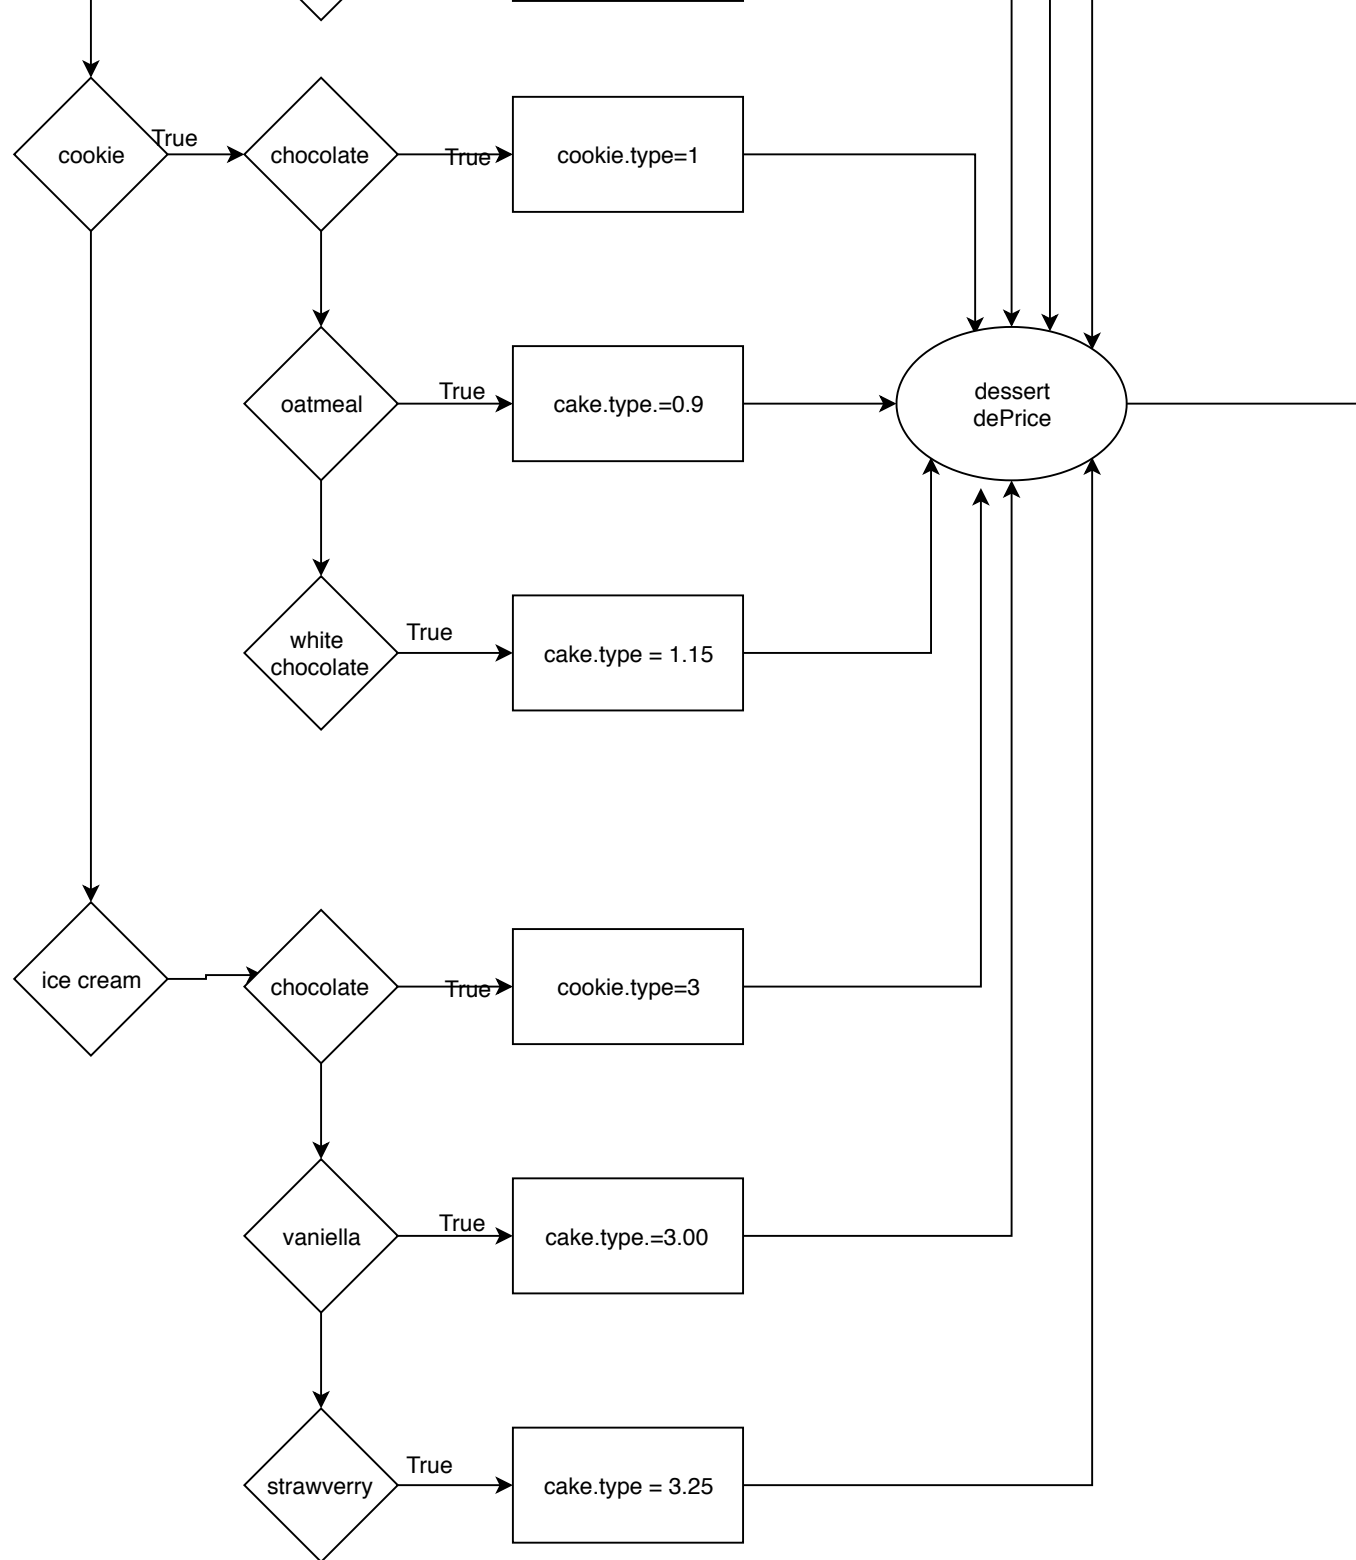 True
cookie
chocolate
True
cookie.type=1
oatmeal
True
cake.type.=0.9
dessert
dePrice
white
chocolate
True
cake.type = 1.15
ice cream
chocolate
True
cookie.type=3
vaniella
True
cake.type.=3.00
strawverry
True
cake.type = 3.25